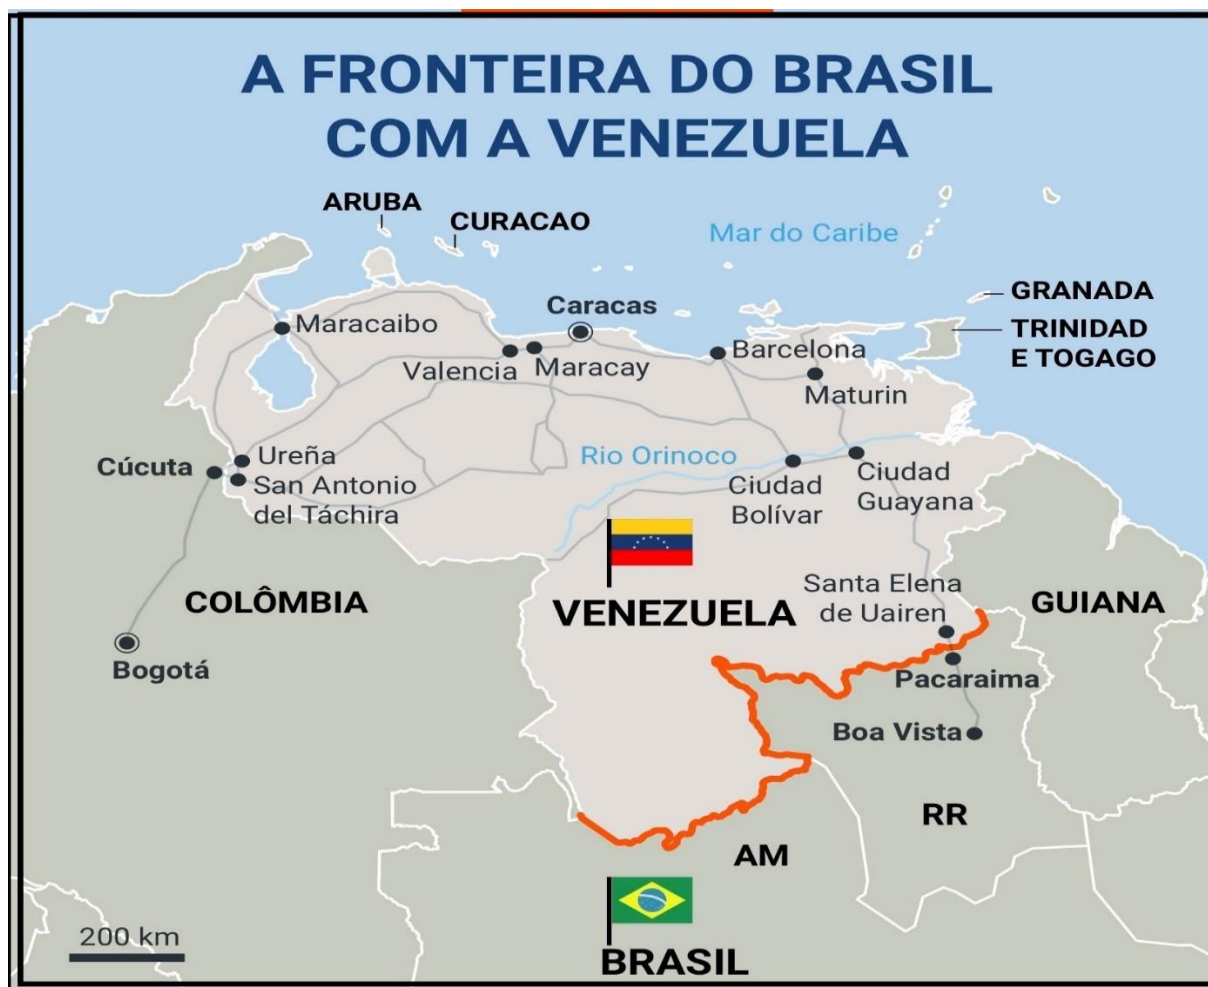 A FRONTEIRA DO BRASIL
COM A VENEZUELA
ARUBA
CURACAO
Mar do Caribe
GRANADA
TRINIDAD
E TOGAGO
Caracas
Maracaibo
Barcelona
Valencia
Maracay
Maturin
Ureña
Cúcuta
San Antonio
del Táchira
Rio Orinoco
Ciudad
Bolívar
Ciudad
Guayana
COLÔMBIA
VENEZUELA
Santa Elena
de Uairen
GUIANA
Bogotá
Pacaraima
Boa Vista
RR
AM
200 km
BRASIL